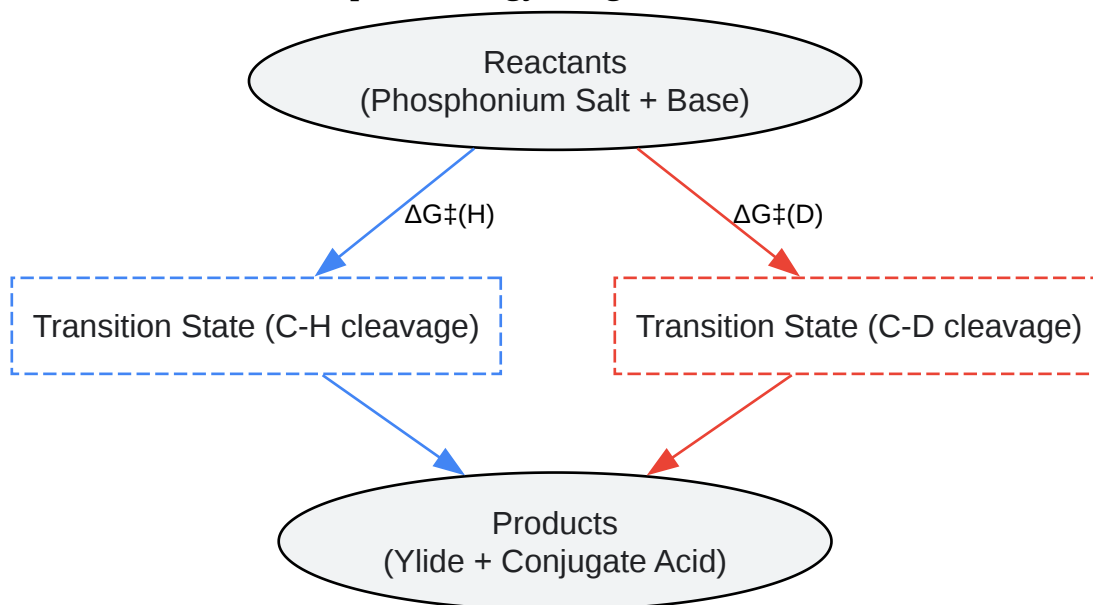 Reactants
(Phosphonium Salt + Base)
ΔG‡(H)
ΔG‡(D)
Transition State (C-H cleavage)
Transition State (C-D cleavage)
Products
(Ylide + Conjugate Acid)